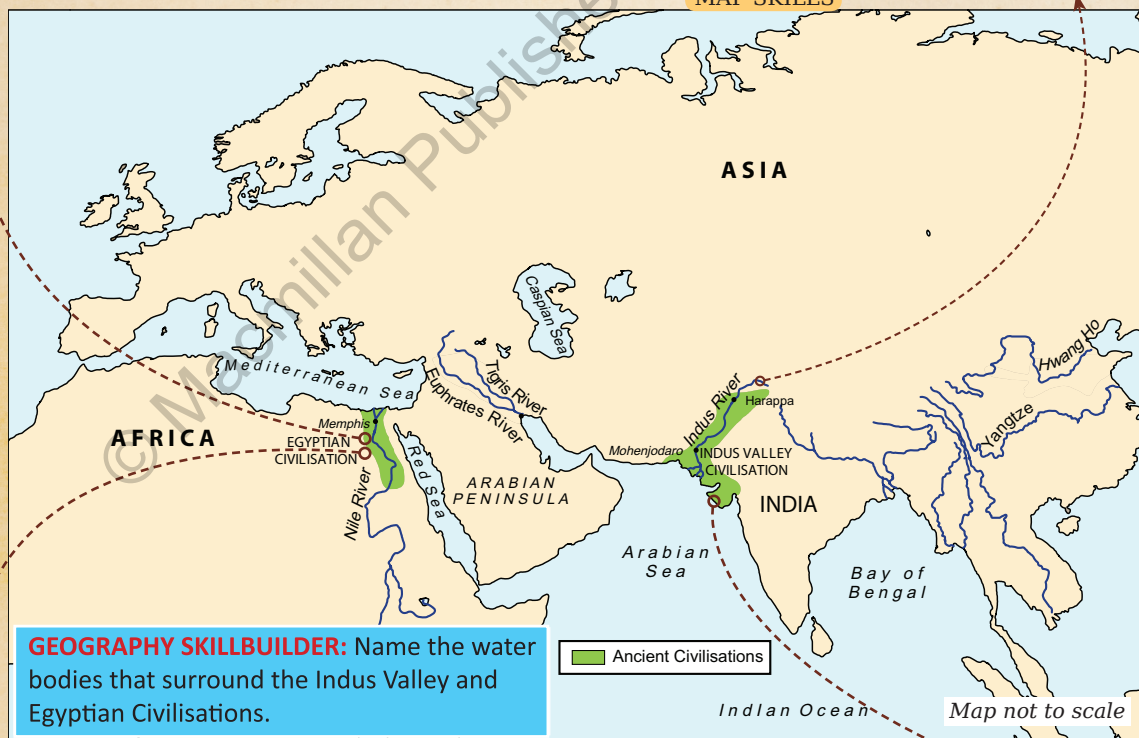 MAP SKILLS
© Macmillan Publishe
ASIA
Caspian Sea
Hwang Ho
Mediterranean Sea
Tigris River
Euphrates River
Indus River
Harappa
Yangtze
Memphis
AFRICA
EGYPTIAN
CIVILISATION
Mohenjodaro
INDUS VALLEY
CIVILISATION
Red Sea
ARABIAN
PENINSULA
INDIA
Nile River
Arabian
Sea
Bay of
Bengal
GEOGRAPHY SKILLBUILDER: Name the water
bodies that surround the Indus Valley and
Egyptian Civilisations.
Ancient Civilisations
Indian Ocean
Map not to scale